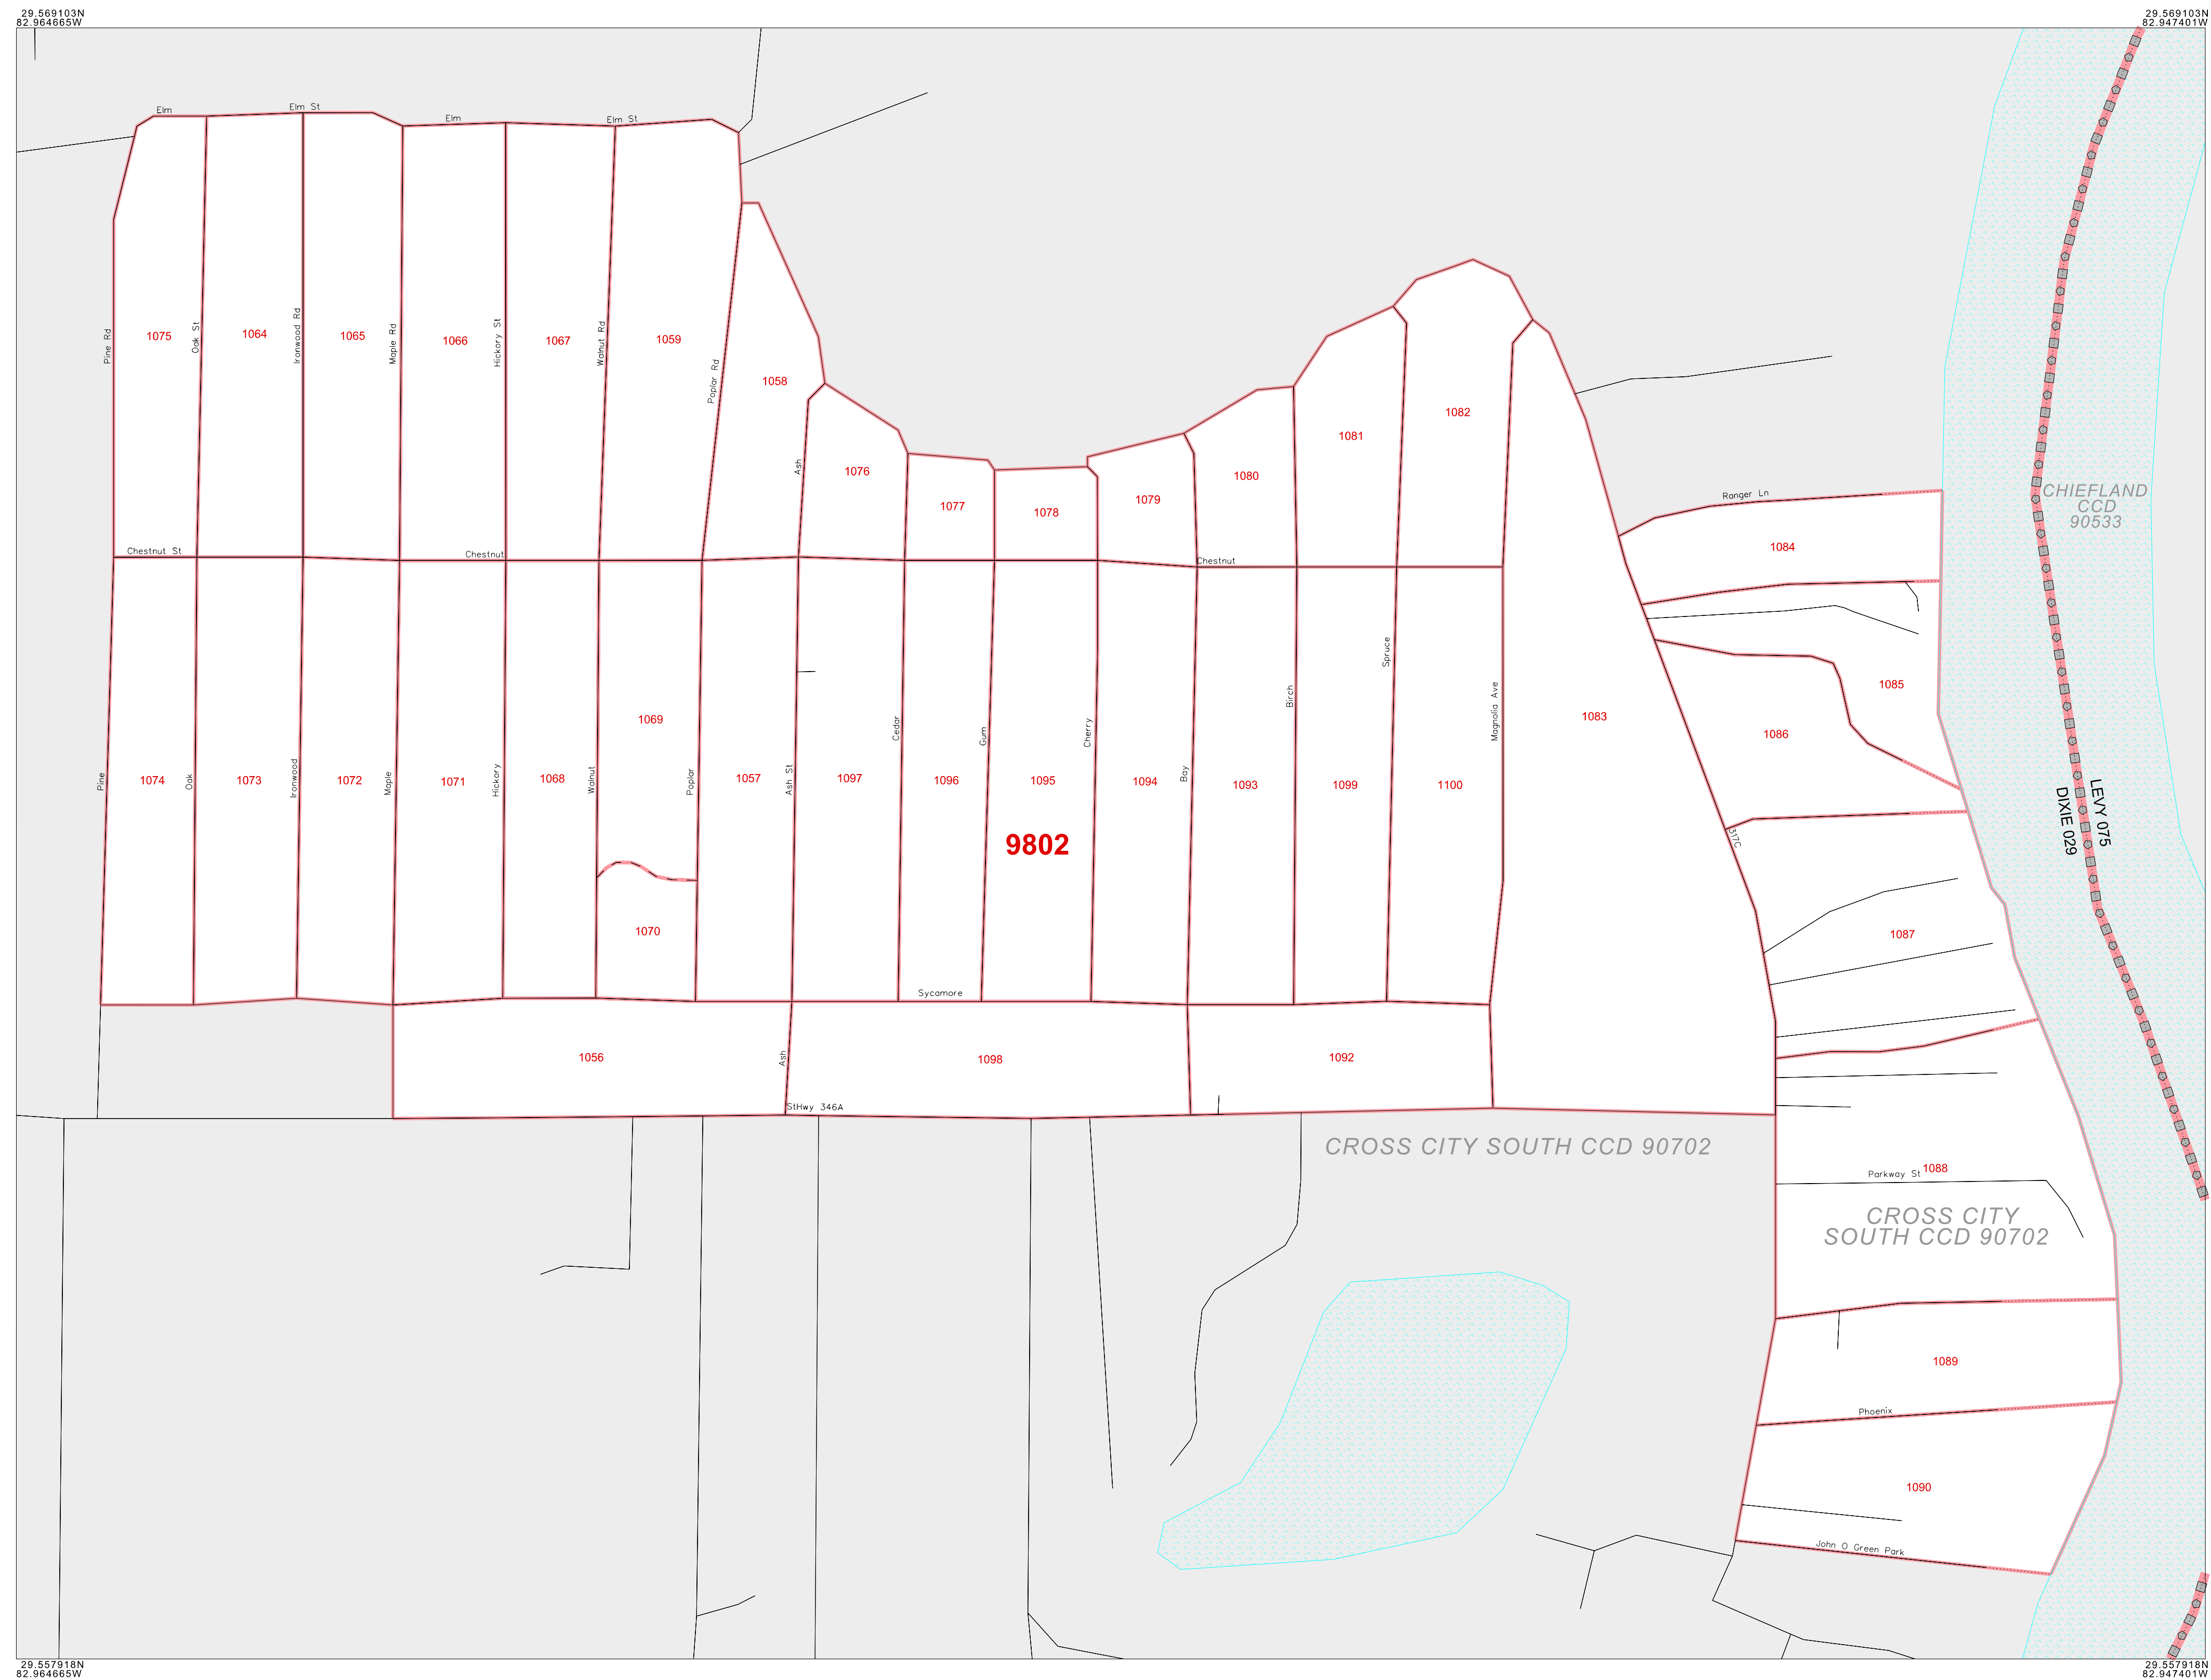 29.569103N
82.964665W
29.569103N
82.947401W
Elm
Elm St
Elm
Elm St
Pine Rd
1075
Oak St
1064
Ironwood Rd
1065
Maple Rd
1066
Hickory St
1067
Walnut Rd
1059
Poplar Rd
1058
Ash
1076
1077
1078
1079
1080
1081
1082
Ranger Ln
1084
CHIEFLAND
CCD
90533
Chestnut St
Chestnut
Chestnut
Pine
1074
Oak
1073
Ironwood
1072
Maple
1071
Hickory
1068
Walnut
1069
1070
Poplar
1057
Ash St
1097
Cedar
1096
Gum
1095
9802
Cherry
1094
Bay
1093
Birch
1099
Spruce
1100
Magnolia Ave
1083
1085
1086
317C
LEVY 075
DIXIE 029
1087
Sycamore
1056
Ash
1098
1092
StHwy 346A
CROSS CITY SOUTH CCD 90702
Parkway St
1088
CROSS CITY
SOUTH CCD 90702
1089
Phoenix
1090
John O Green Park
29.557918N
82.964665W
29.557918N
82.947401W